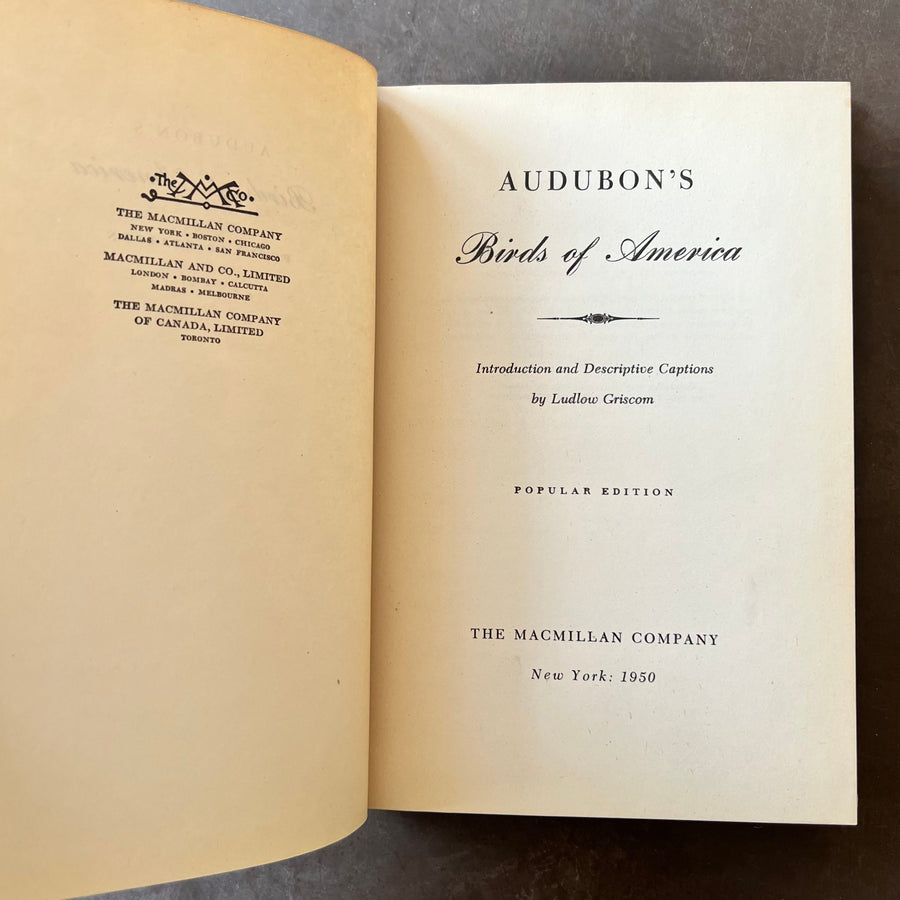 The M Co.
THE MACMILLAN COMPANY
NEW YORK • BOSTON • CHICAGO
DALLAS • ATLANTA • SAN FRANCISCO
MACMILLAN AND CO., LIMITED
LONDON • BOMBAY • CALCUTTA
MADRAS • MELBOURNE
THE MACMILLAN COMPANY
OF CANADA, LIMITED
TORONTO
AUDUBON'S
Birds of America
Introduction and Descriptive Captions
by Ludlow Griscom
POPULAR EDITION
THE MACMILLAN COMPANY
New York: 1950